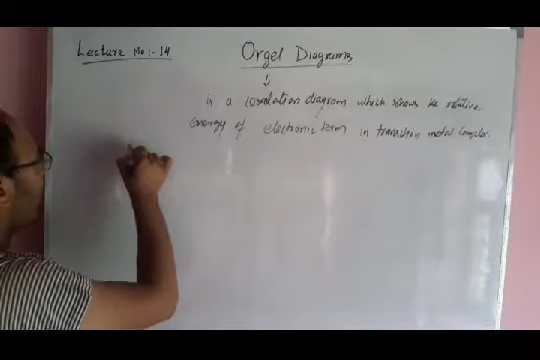 Lecture No:- 14
Orgel Diagrams
is a correlation diagram which shows the relative
energy of electronic term in transition metal complex.